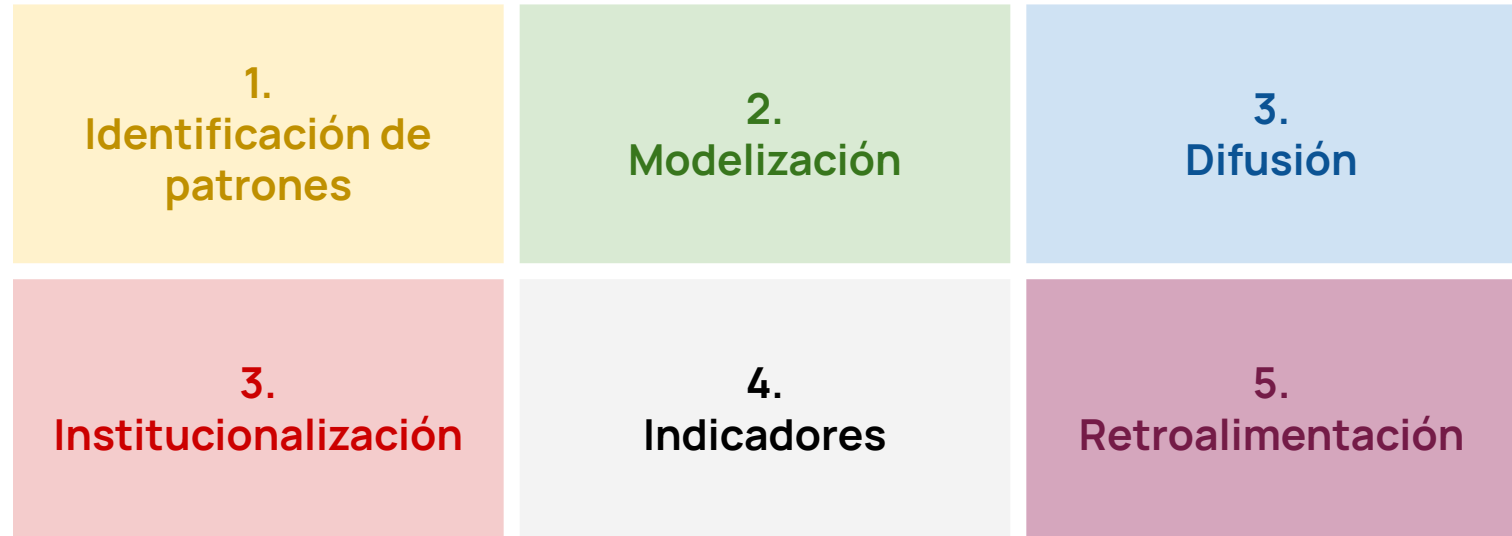 1.
Identificación de
patrones
2.
Modelización
3.
Difusión
3.
Institucionalización
4.
Indicadores
5.
Retroalimentación